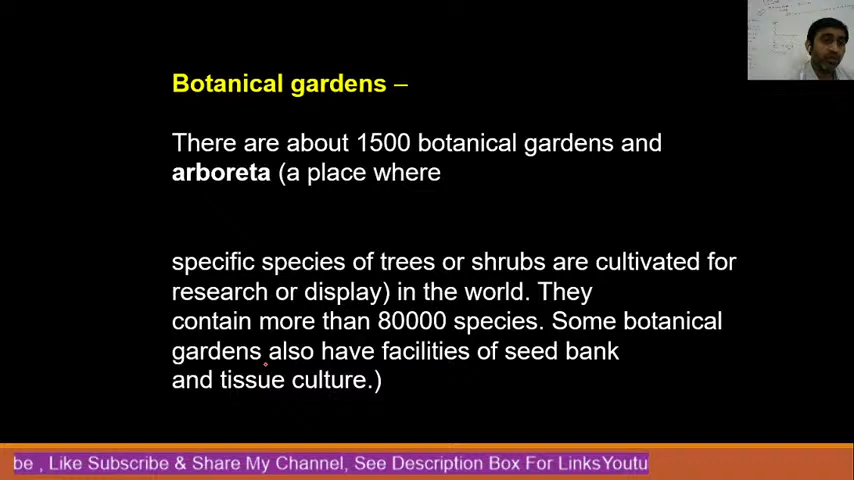 Botanical gardens –
There are about 1500 botanical gardens and
arboreta (a place where
specific species of trees or shrubs are cultivated for
research or display) in the world. They
contain more than 80000 species. Some botanical
gardens also have facilities of seed bank
and tissue culture.)
be , Like Subscribe & Share My Channel, See Description Box For LinksYoutu